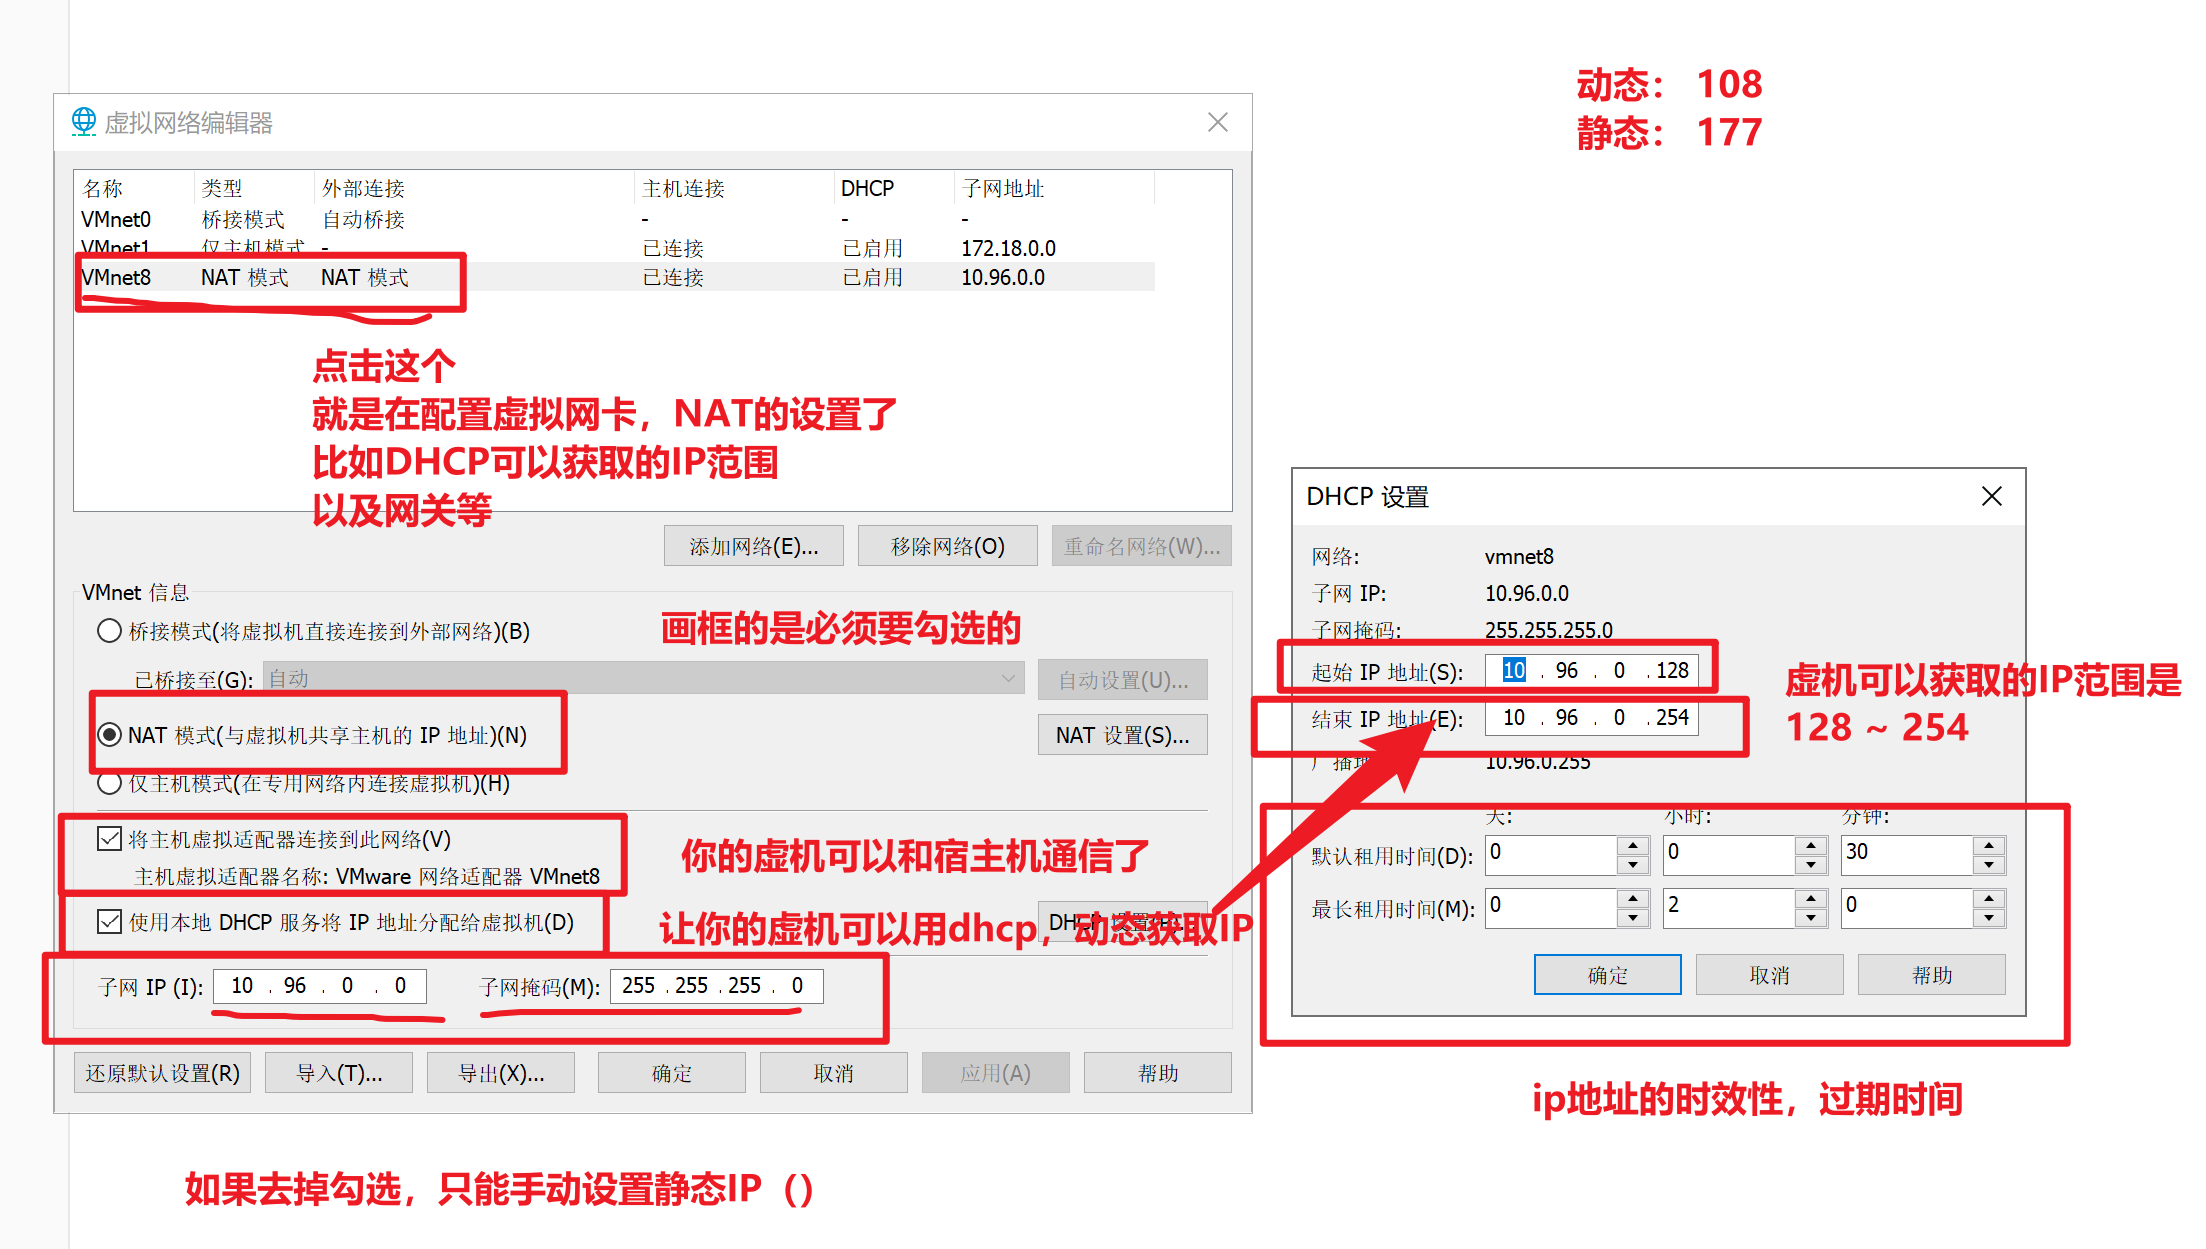 动态： 108
静态： 177
虚拟网络编辑器
名称 类型 外部连接 主机连接 DHCP 子网地址
VMnet0 桥接模式 自动桥接 - - -
VMnet1 仅主机模式 - 已连接 已启用 172.18.0.0
VMnet8 NAT 模式 NAT 模式 已连接 已启用 10.96.0.0
点击这个
就是在配置虚拟网卡，NAT的设置了
比如DHCP可以获取的IP范围
以及网关等
添加网络(E)... 移除网络(O) 重命名网络(W)...
VMnet 信息
画框的是必须要勾选的
桥接模式(将虚拟机直接连接到外部网络)(B)
已桥接至(G): 自动 自动设置(U)...
NAT 模式(与虚拟机共享主机的 IP 地址)(N) NAT 设置(S)...
仅主机模式(在专用网络内连接虚拟机)(H)
将主机虚拟适配器连接到此网络(V)
你的虚机可以和宿主机通信了
主机虚拟适配器名称: VMware 网络适配器 VMnet8
使用本地 DHCP 服务将 IP 地址分配给虚拟机(D)
让你的虚机可以用dhcp，动态获取IP
DHCP 设置(P)...
子网 IP (I): 10 . 96 . 0 . 0 子网掩码(M): 255 . 255 . 255 . 0
还原默认设置(R) 导入(T)... 导出(X)... 确定 取消 应用(A) 帮助
如果去掉勾选，只能手动设置静态IP（）
DHCP 设置
网络: vmnet8
子网 IP: 10.96.0.0
子网掩码: 255.255.255.0
起始 IP 地址(S): 10 . 96 . 0 . 128
结束 IP 地址(E): 10 . 96 . 0 . 254
虚机可以获取的IP范围是
128 ~ 254
广播地 10.96.0.255
天: 小时: 分钟:
默认租用时间(D): 0 0 30
最长租用时间(M): 0 2 0
确定 取消 帮助
ip地址的时效性，过期时间